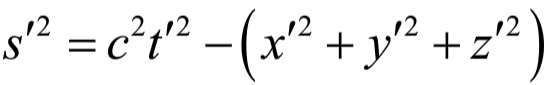 s′² = c²t′² − (x′² + y′² + z′²)